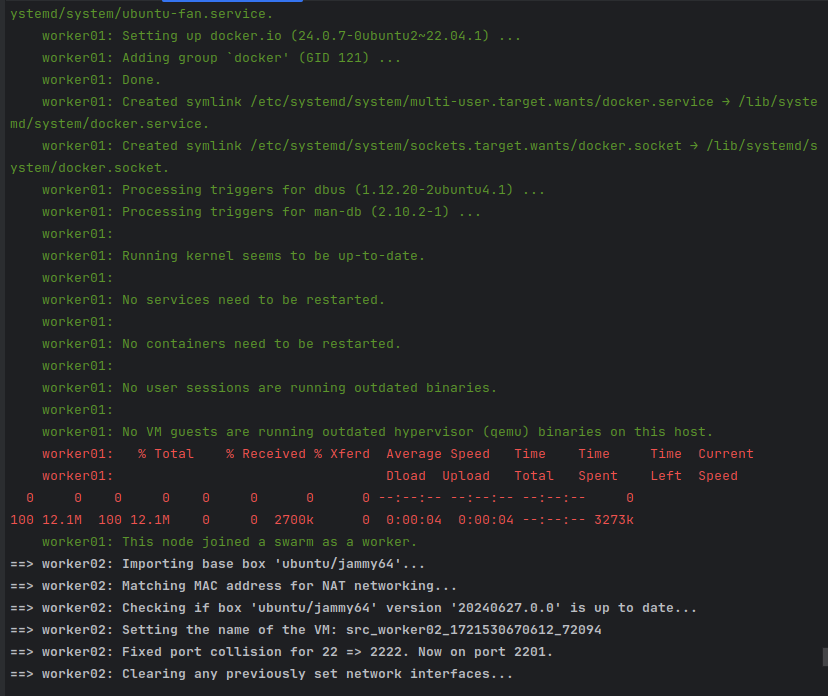 ystemd/system/ubuntu-fan.service.
    worker01: Setting up docker.io (24.0.7-0ubuntu2~22.04.1) ...
    worker01: Adding group `docker' (GID 121) ...
    worker01: Done.
    worker01: Created symlink /etc/systemd/system/multi-user.target.wants/docker.service → /lib/syste
md/system/docker.service.
    worker01: Created symlink /etc/systemd/system/sockets.target.wants/docker.socket → /lib/systemd/s
ystem/docker.socket.
    worker01: Processing triggers for dbus (1.12.20-2ubuntu4.1) ...
    worker01: Processing triggers for man-db (2.10.2-1) ...
    worker01:
    worker01: Running kernel seems to be up-to-date.
    worker01:
    worker01: No services need to be restarted.
    worker01:
    worker01: No containers need to be restarted.
    worker01:
    worker01: No user sessions are running outdated binaries.
    worker01:
    worker01: No VM guests are running outdated hypervisor (qemu) binaries on this host.
    worker01:   % Total    % Received % Xferd  Average Speed   Time    Time     Time  Current
    worker01:                                  Dload  Upload   Total   Spent    Left  Speed
  0     0    0     0    0     0      0      0 --:--:-- --:--:-- --:--:--     0
100 12.1M  100 12.1M    0     0  2700k      0  0:00:04  0:00:04 --:--:-- 3273k
    worker01: This node joined a swarm as a worker.
==> worker02: Importing base box 'ubuntu/jammy64'...
==> worker02: Matching MAC address for NAT networking...
==> worker02: Checking if box 'ubuntu/jammy64' version '20240627.0.0' is up to date...
==> worker02: Setting the name of the VM: src_worker02_1721530670612_72094
==> worker02: Fixed port collision for 22 => 2222. Now on port 2201.
==> worker02: Clearing any previously set network interfaces...